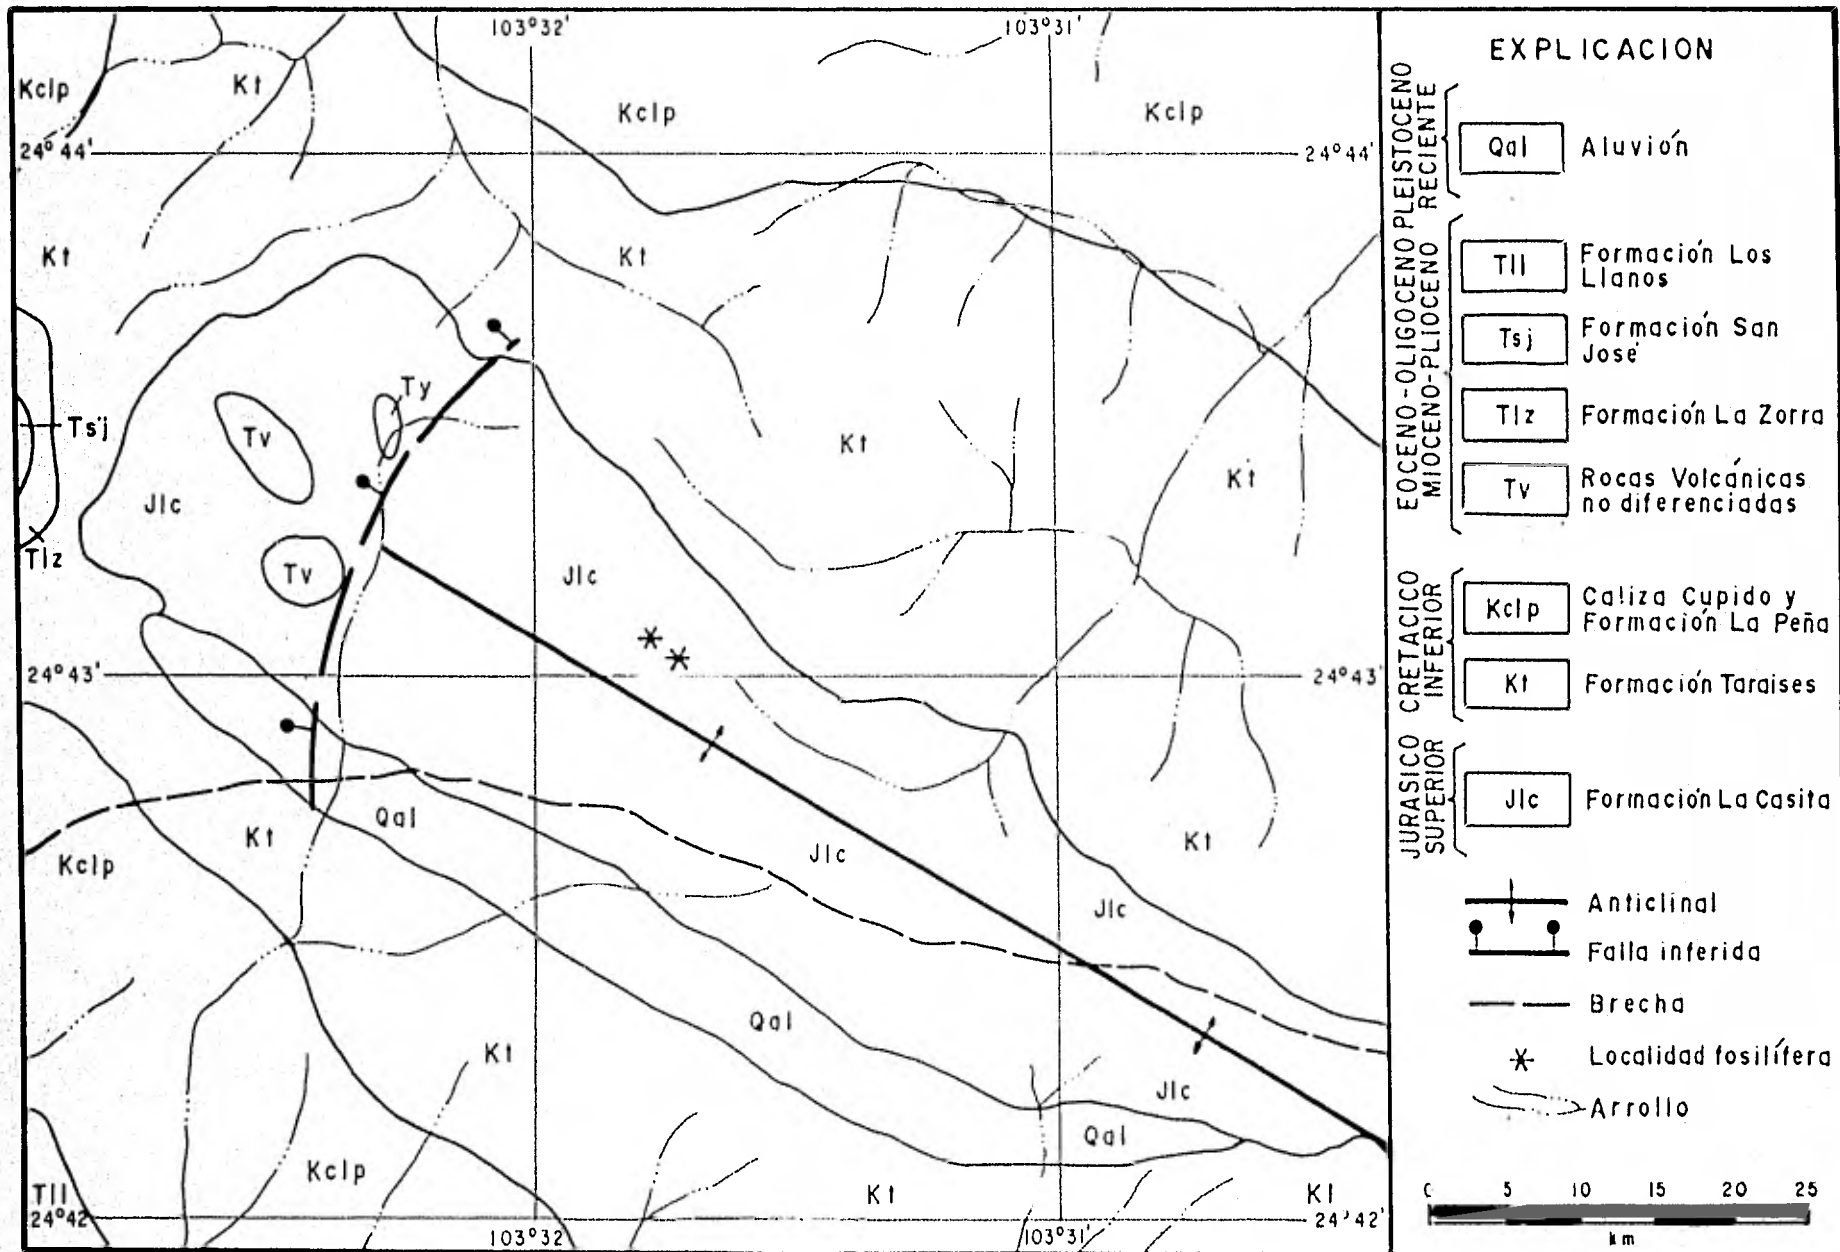 103°32'
103°31'
Kclp
Kt
Kclp
Kclp
24°44'
24°44'
Kt
Kt
Ty
Tsj
Tv
Kt
Kt
Jlc
Tlz
Tv
Jlc
24°43'
24°43'
Qal
Kt
Jlc
Kt
Kclp
Jlc
Qal
Kt
Jlc
Qal
Kclp
Tll
Kt
Kt
24°42'
24°42'
103°32'
103°31'
EXPLICACION
PLEISTOCENO
RECIENTE
Qal Aluvión
EOCENO-OLIGOCENO
MIOCENO-PLIOCENO
Tll Formación Los
Llanos
Tsj Formación San
José
Tlz Formación La Zorra
Tv Rocas Volcánicas
no diferenciadas
CRETACICO
INFERIOR
Kclp Caliza Cupido y
Formación La Peña
Kt Formación Taraises
JURASICO
SUPERIOR
Jlc Formación La Casita
Anticlinal
Falla inferida
Brecha
Localidad fosilífera
Arrollo
0 5 10 15 20 25
km